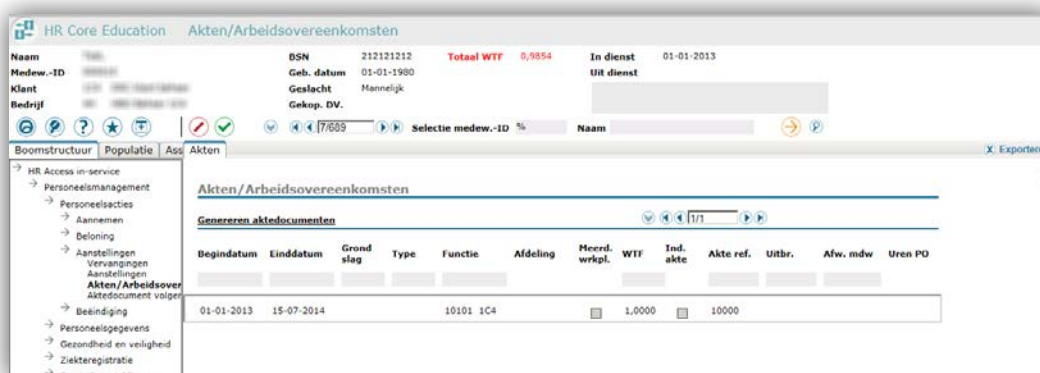 HR Core Education Akten/Arbeidsovereenkomsten
Naam BSN 212121212 Totaal WTF 0,9854 In dienst 01-01-2013
Medew.-ID Geb. datum 01-01-1980 Uit dienst
Klant Geslacht Mannelijk
Bedrijf Gekop. DV.
7/689 Selectie medew.-ID % Naam
Boomstructuur Populatie Ass Akten X Exporteren
HR Access in-service
Personeelsmanagement
Akten/Arbeidsovereenkomsten
Personeelsacties
Aannemen
Genereren aktedocumenten 1/1
Beloning
Aanstellingen
Vervangingen
Aanstellingen
Akten/Arbeidsover
Aktedocument volger
Beëindiging
Personeelsgegevens
Gezondheid en veiligheid
Ziekteregistratie
Begindatum Einddatum Grond slag Type Functie Afdeling Meerd. wrkpl. WTF Ind. akte Akte ref. Uitbr. Afw. mdw Uren PO
01-01-2013 15-07-2014 10101 1C4 1,0000 10000